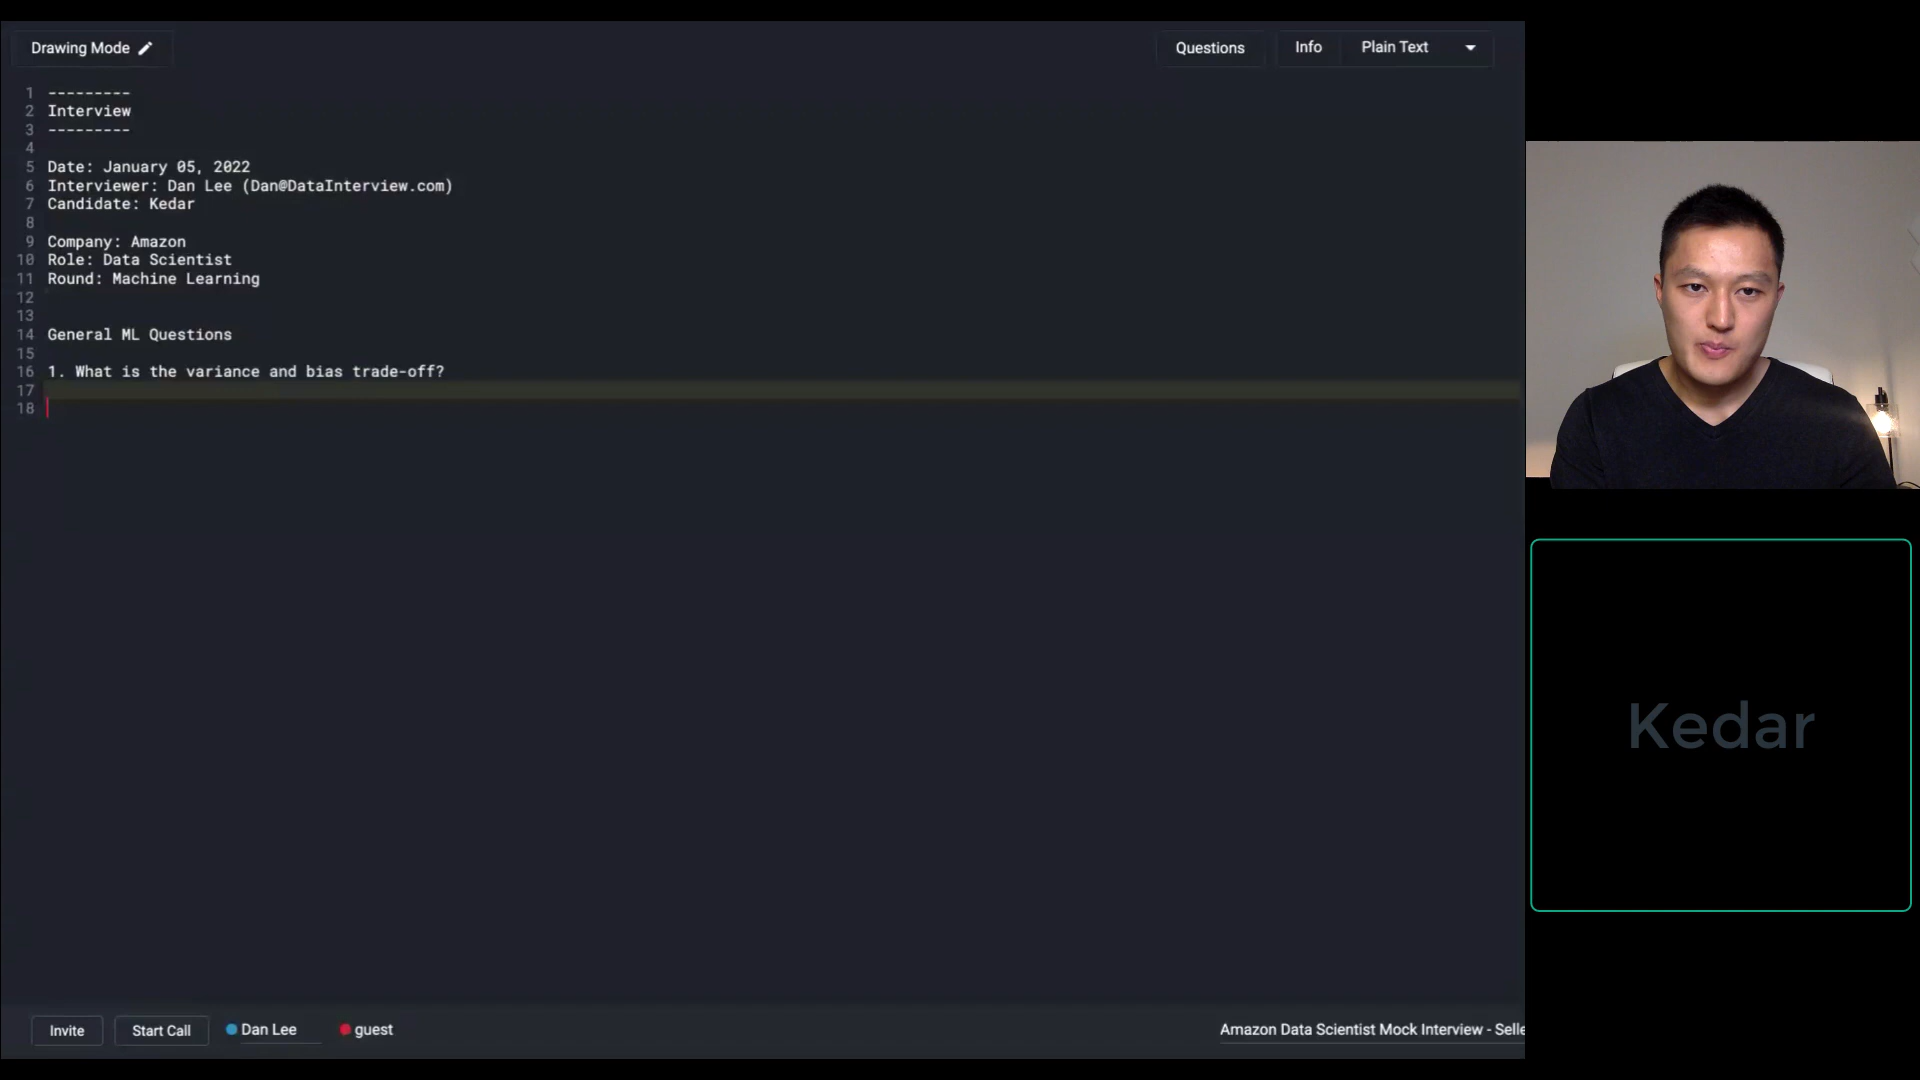 Drawing Mode
Questions
Info
Plain Text
1 ---------
2 Interview
3 ---------
4
5 Date: January 05, 2022
6 Interviewer: Dan Lee (Dan@DataInterview.com)
7 Candidate: Kedar
8
9 Company: Amazon
10 Role: Data Scientist
11 Round: Machine Learning
12
13
14 General ML Questions
15
16 1. What is the variance and bias trade-off?
17
18
Kedar
Invite
Start Call
Dan Lee
guest
Amazon Data Scientist Mock Interview - Selle